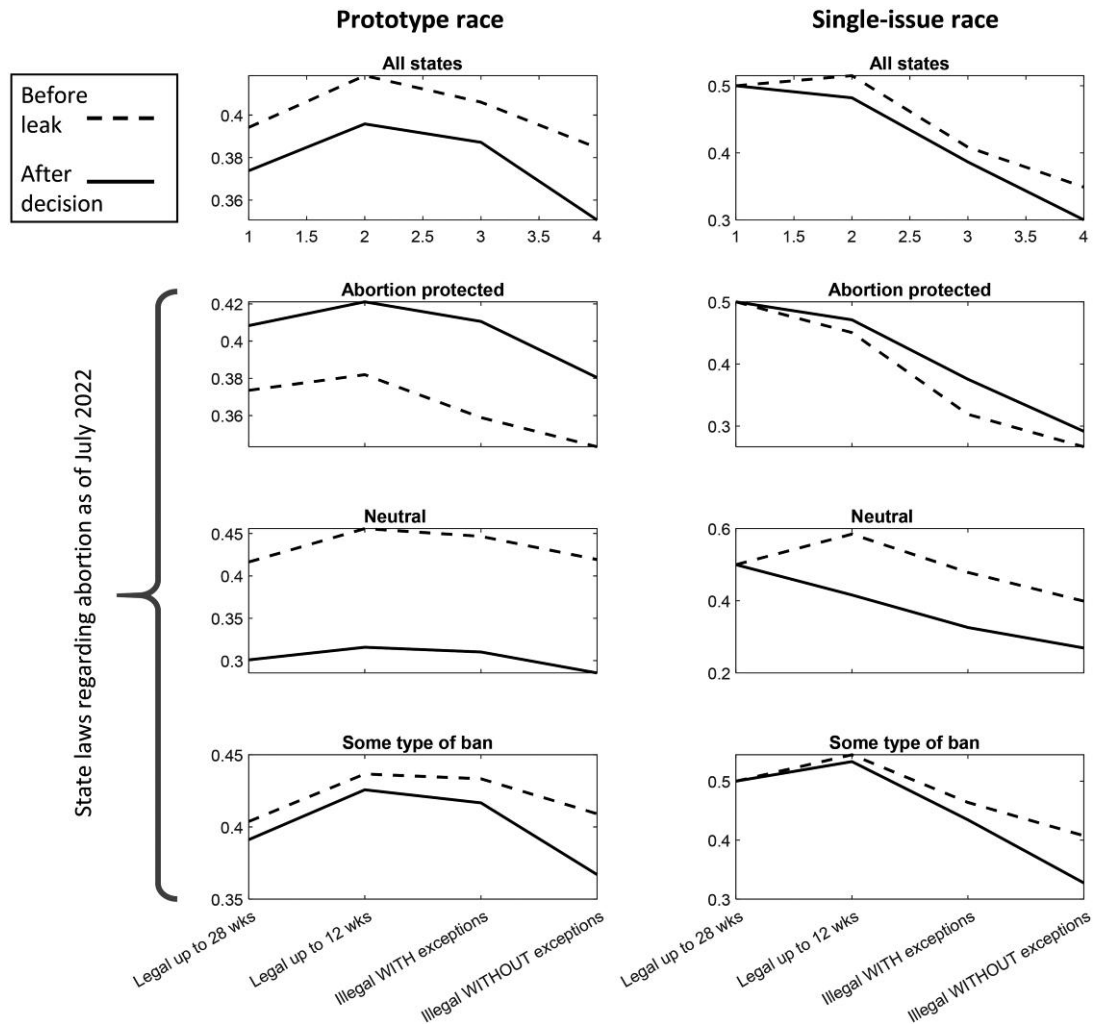 Prototype race
Single-issue race
Before
leak
After
decision
All states
0.4
0.38
0.36
1 1.5 2 2.5 3 3.5 4
All states
0.5
0.4
0.3
1 1.5 2 2.5 3 3.5 4
State laws regarding abortion as of July 2022
Abortion protected
0.42
0.4
0.38
0.36
Abortion protected
0.5
0.4
0.3
Neutral
0.45
0.4
0.35
0.3
Neutral
0.6
0.4
0.2
Some type of ban
0.45
0.4
0.35
Some type of ban
0.5
0.4
0.3
Legal up to 28 wks
Legal up to 12 wks
Illegal WITH exceptions
Illegal WITHOUT exceptions
Legal up to 28 wks
Legal up to 12 wks
Illegal WITH exceptions
Illegal WITHOUT exceptions